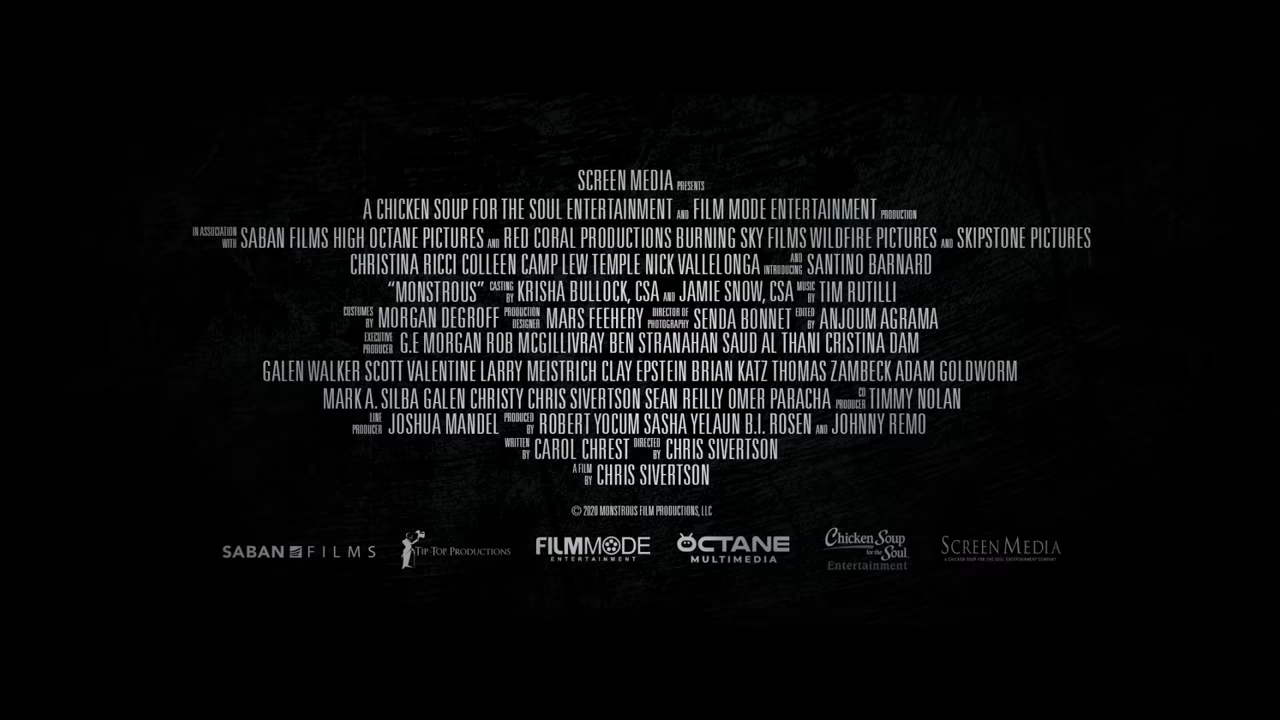 SCREEN MEDIA PRESENTS
A CHICKEN SOUP FOR THE SOUL ENTERTAINMENT AND FILM MODE ENTERTAINMENT PRODUCTION
IN ASSOCIATION WITH SABAN FILMS HIGH OCTANE PICTURES AND RED CORAL PRODUCTIONS BURNING SKY FILMS WILDFIRE PICTURES AND SKIPSTONE PICTURES
CHRISTINA RICCI COLLEEN CAMP LEW TEMPLE NICK VALLELONGA AND INTRODUCING SANTINO BARNARD
“MONSTROUS” CASTING BY KRISHA BULLOCK, CSA AND JAMIE SNOW, CSA MUSIC BY TIM RUTILLI
COSTUMES BY MORGAN DEGROFF PRODUCTION DESIGNER MARS FEEHERY DIRECTOR OF PHOTOGRAPHY SENDA BONNET EDITED BY ANJOUM AGRAMA
EXECUTIVE PRODUCER G.E MORGAN ROB MCGILLIVRAY BEN STRANAHAN SAUD AL THANI CRISTINA DAM
GALEN WALKER SCOTT VALENTINE LARRY MEISTRICH CLAY EPSTEIN BRIAN KATZ THOMAS ZAMBECK ADAM GOLDWORM
MARK A. SILBA GALEN CHRISTY CHRIS SIVERTSON SEAN REILLY OMER PARACHA CO PRODUCER TIMMY NOLAN
LINE PRODUCER JOSHUA MANDEL PRODUCED BY ROBERT YOCUM SASHA YELAUN B.I. ROSEN AND JOHNNY REMO
WRITTEN BY CAROL CHREST DIRECTED BY CHRIS SIVERTSON
A FILM BY CHRIS SIVERTSON
© 2020 MONSTROUS FILM PRODUCTIONS, LLC
SABAN FILMS
TIP-TOP PRODUCTIONS
FILMMODE
ENTERTAINMENT
OCTANE
MULTIMEDIA
Chicken Soup
for the Soul
Entertainment
SCREEN MEDIA
A CHICKEN SOUP FOR THE SOUL ENTERTAINMENT COMPANY